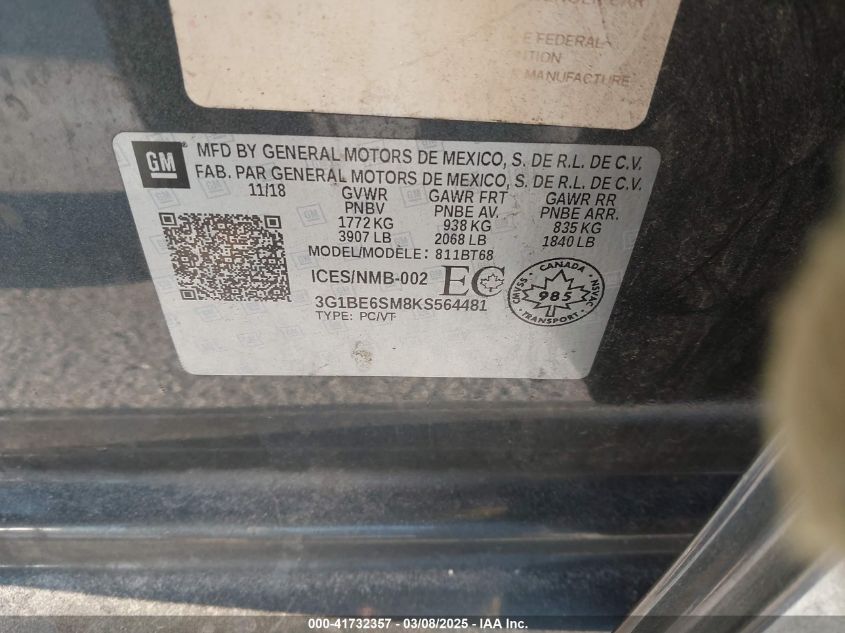 E FEDERAL
MANUFACTURE
GM
MFD BY GENERAL MOTORS DE MEXICO, S. DE R.L. DE C.V.
FAB. PAR GENERAL MOTORS DE MEXICO, S. DE R.L. DE C.V.
11/18 GVWR GAWR FRT GAWR RR
PNBV PNBE AV. PNBE ARR.
1772 KG 938 KG 835 KG
3907 LB 2068 LB 1840 LB
MODEL/MODÈLE: 811BT68
ICES/NMB-002 EC
3G1BE6SM8KS564481
TYPE: PC/VT
CANADA
CMVSS 985 NSVAC
TRANSPORT
000-41732357 - 03/08/2025 - IAA Inc.